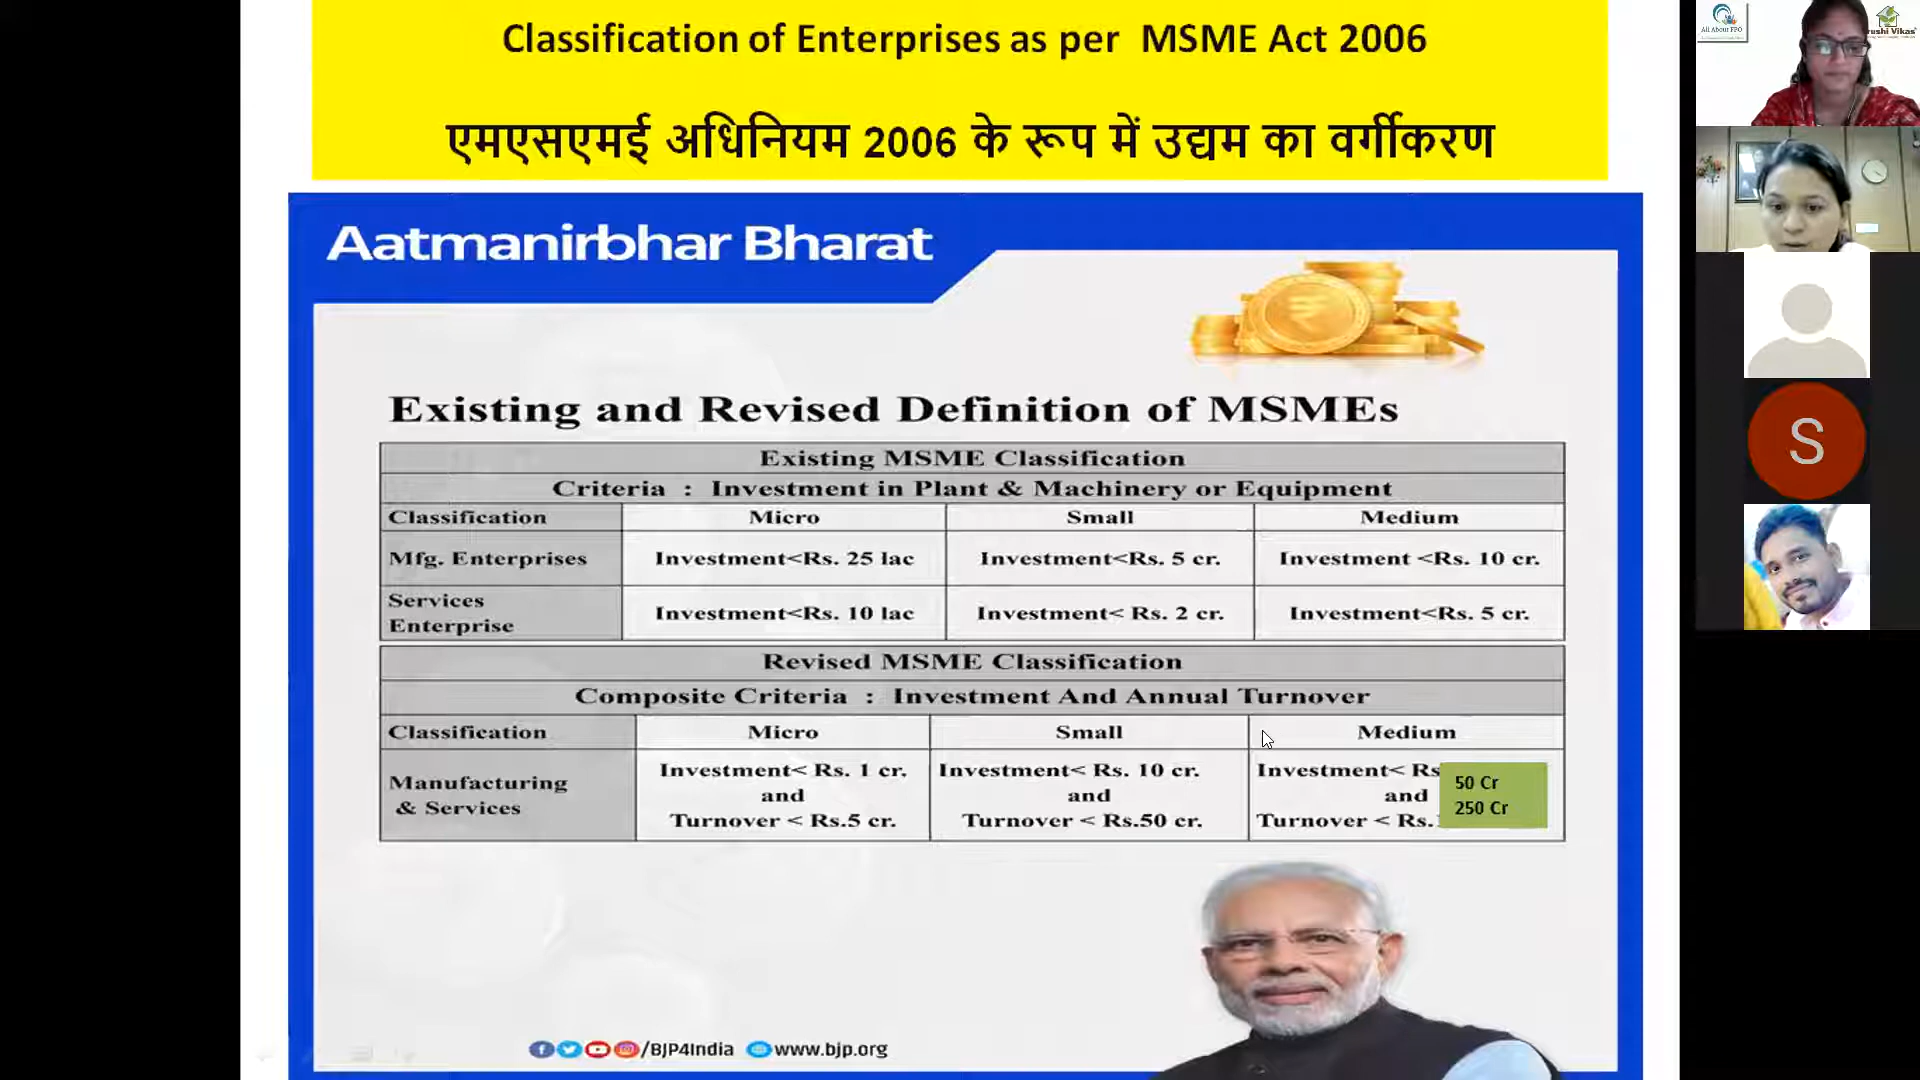 Classification of Enterprises as per MSME Act 2006
एमएसएमई अधिनियम 2006 के रूप में उद्यम का वर्गीकरण
Aatmanirbhar Bharat
Existing and Revised Definition of MSMEs
Existing MSME Classification
Criteria : Investment in Plant & Machinery or Equipment
Classification Micro Small Medium
Mfg. Enterprises Investment<Rs. 25 lac Investment<Rs. 5 cr. Investment <Rs. 10 cr.
Services Enterprise Investment<Rs. 10 lac Investment< Rs. 2 cr. Investment<Rs. 5 cr.
Revised MSME Classification
Composite Criteria : Investment And Annual Turnover
Classification Micro Small Medium
Manufacturing & Services
Investment< Rs. 1 cr.
and
Turnover < Rs.5 cr.
Investment< Rs. 10 cr.
and
Turnover < Rs.50 cr.
Investment< Rs
and
Turnover < Rs.
50 Cr
250 Cr
/BJP4India www.bjp.org
All About FPO
rushi Vikas
S